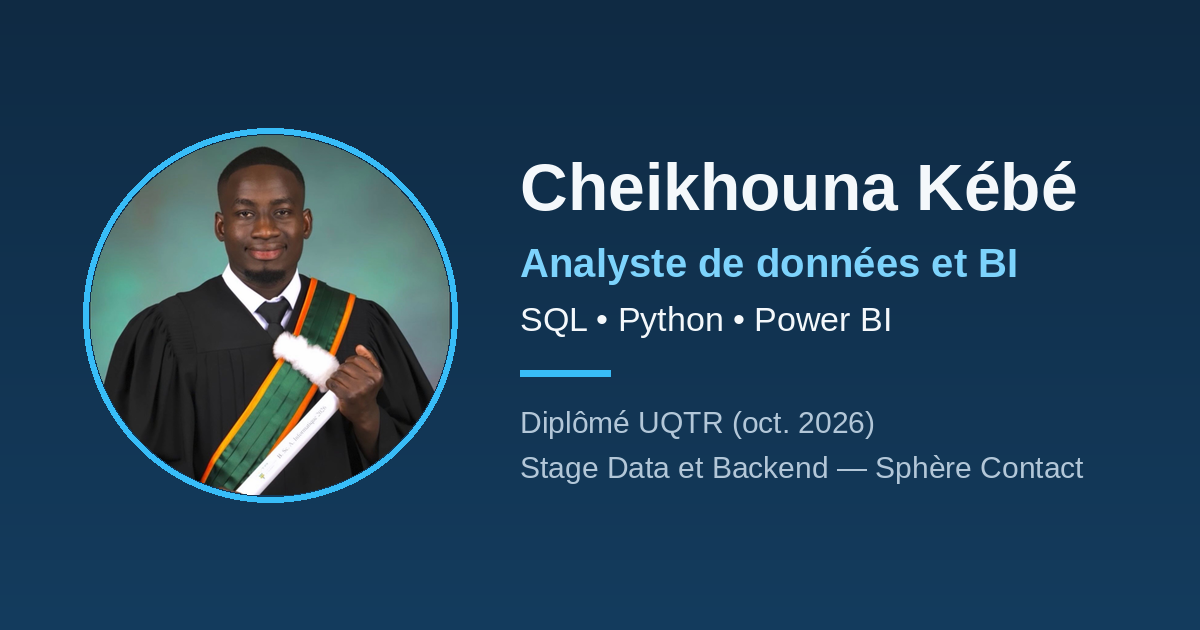 Cheikhouna Kébé
Analyste de données et BI
SQL • Python • Power BI
Diplômé UQTR (oct. 2026)
Stage Data et Backend — Sphère Contact